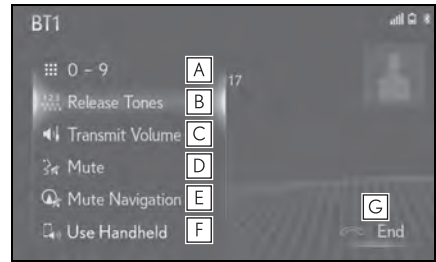 BT1
0 - 9 A
17
Release Tones B
Transmit Volume C
Mute D
Mute Navigation E
G
Use Handheld F
End